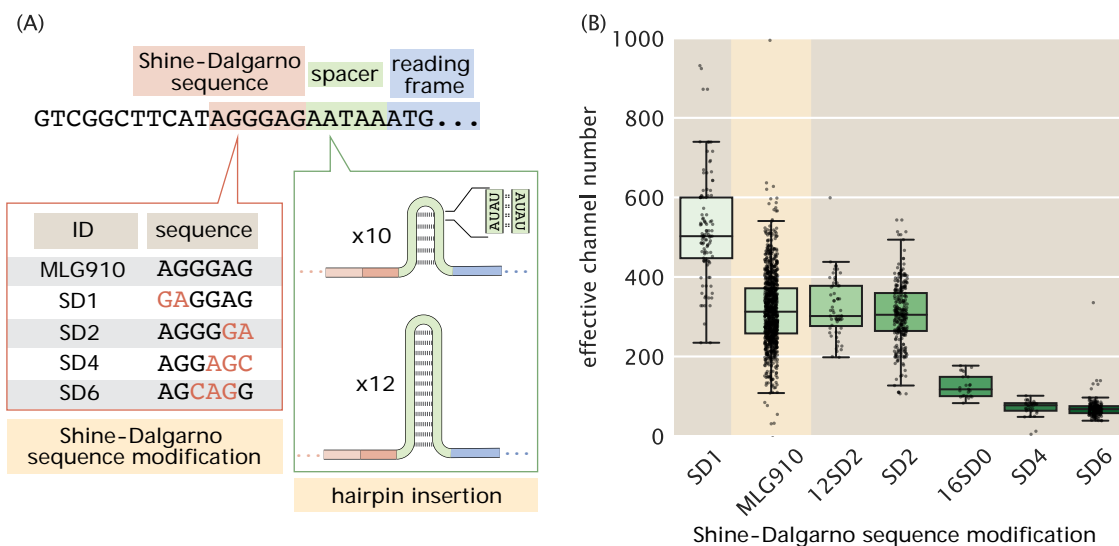 (A)
Shine-Dalgarno
sequence
spacer
reading
frame
GTCGGCTTCATAGGGAGAATAAATG...
ID sequence
MLG910 AGGGAG
SD1 GAGGAG
SD2 AGGGGA
SD4 AGGAGC
SD6 AGCAGG
Shine-Dalgarno
sequence modification
x10
AUAU
AUAU
x12
hairpin insertion
(B)
effective channel number
1000
800
600
400
200
0
SD1
MLG910
12SD2
SD2
16SD0
SD4
SD6
Shine-Dalgarno sequence modification